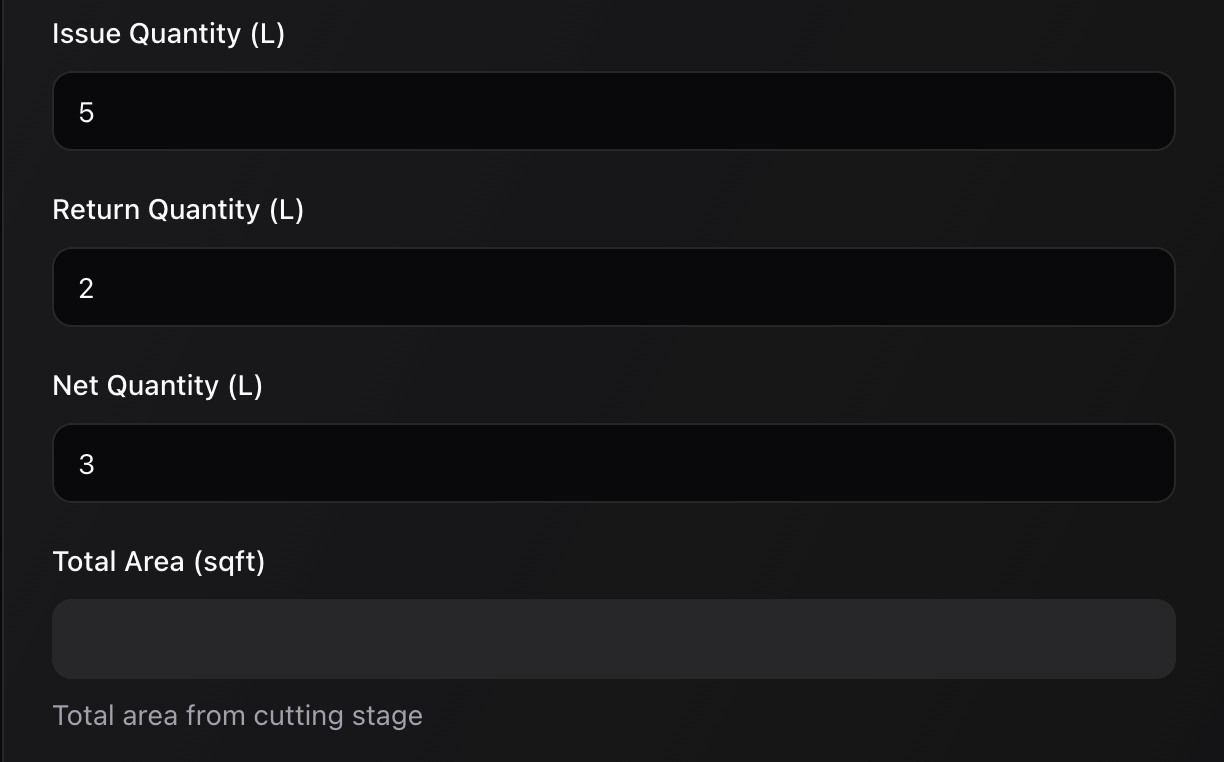 Issue Quantity (L)
5
Return Quantity (L)
2
Net Quantity (L)
3
Total Area (sqft)
Total area from cutting stage